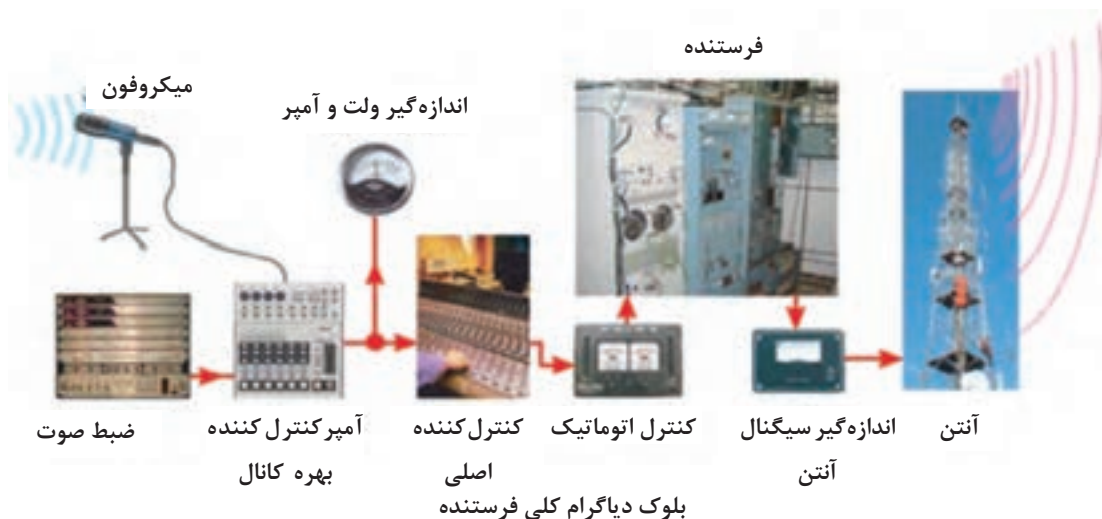 فرستنده
میکروفون
اندازه‌گیر ولت و آمپر
ضبط صوت
آمپر کنترل کننده
بهره کانال
کنترل کننده
اصلی
کنترل اتوماتیک
اندازه‌گیر سیگنال
آنتن
آنتن
بلوک دیاگرام کلی فرستنده